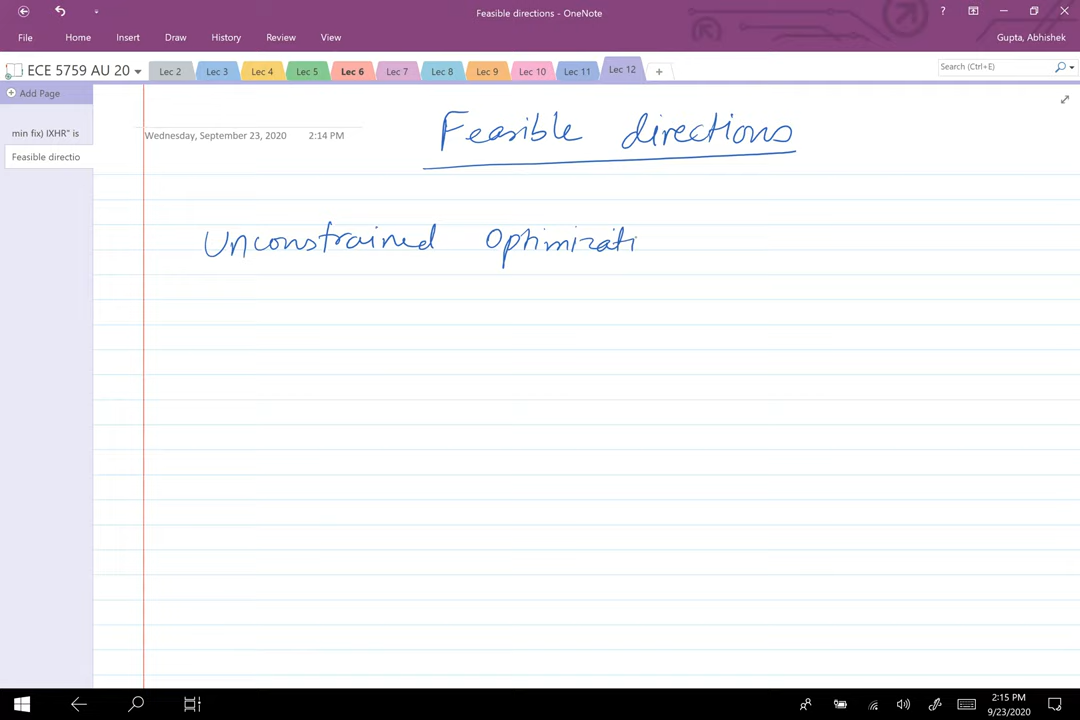 Feasible directions - OneNote
File Home Insert Draw History Review View
Gupta, Abhishek
ECE 5759 AU 20
Lec 2 Lec 3 Lec 4 Lec 5 Lec 6 Lec 7 Lec 8 Lec 9 Lec 10 Lec 11 Lec 12
Search (Ctrl+E)
Add Page
min fix) IXHR" is
Feasible directio
Wednesday, September 23, 2020 2:14 PM
Feasible directions
Unconstrained Optimizati
2:15 PM
9/23/2020